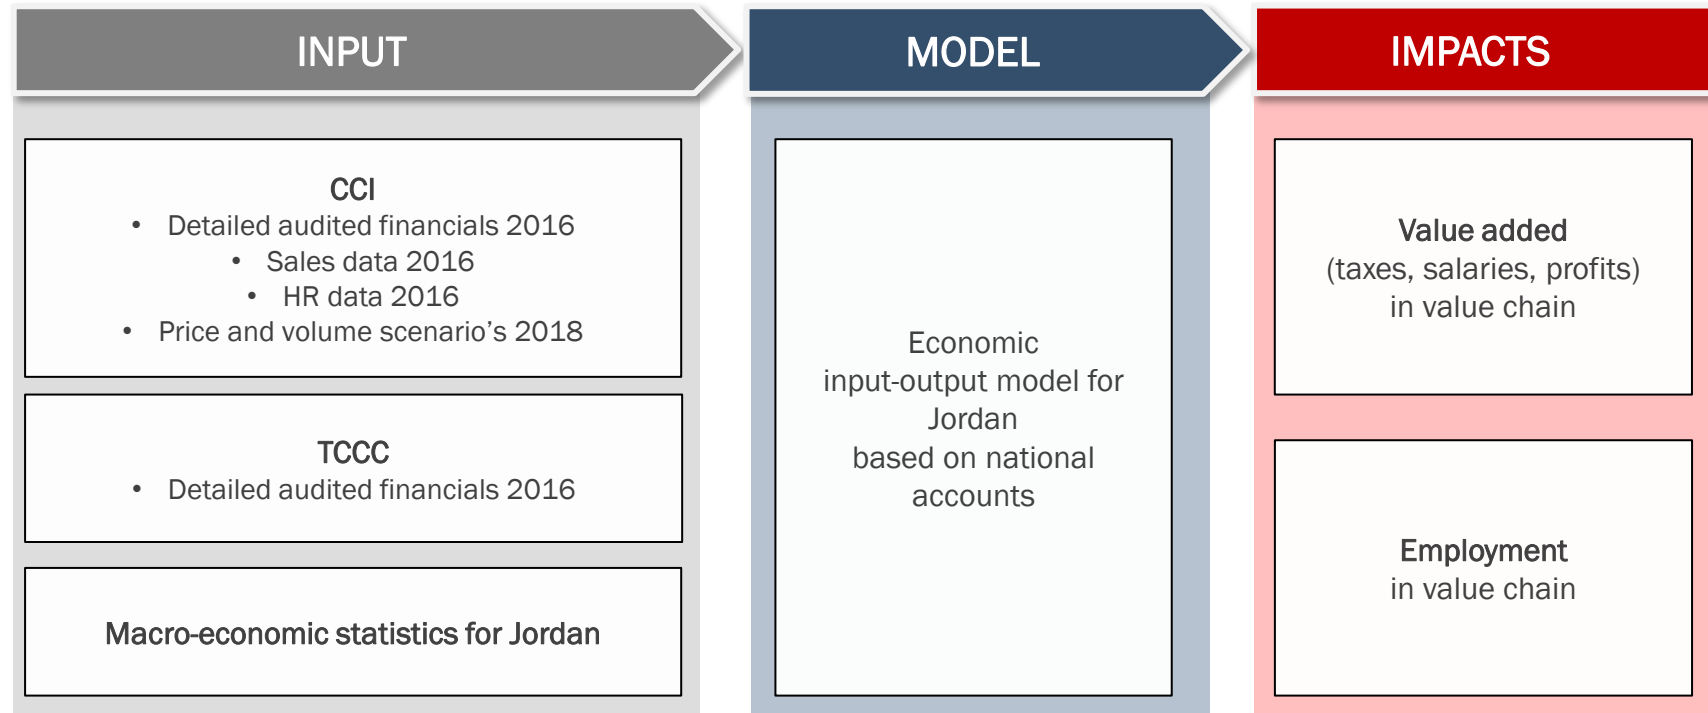 INPUT
CCI
• Detailed audited financials 2016
• Sales data 2016
• HR data 2016
• Price and volume scenario's 2018
TCCC
• Detailed audited financials 2016
Macro-economic statistics for Jordan
MODEL
Economic
input-output model for
Jordan
based on national
accounts
IMPACTS
Value added
(taxes, salaries, profits)
in value chain
Employment
in value chain